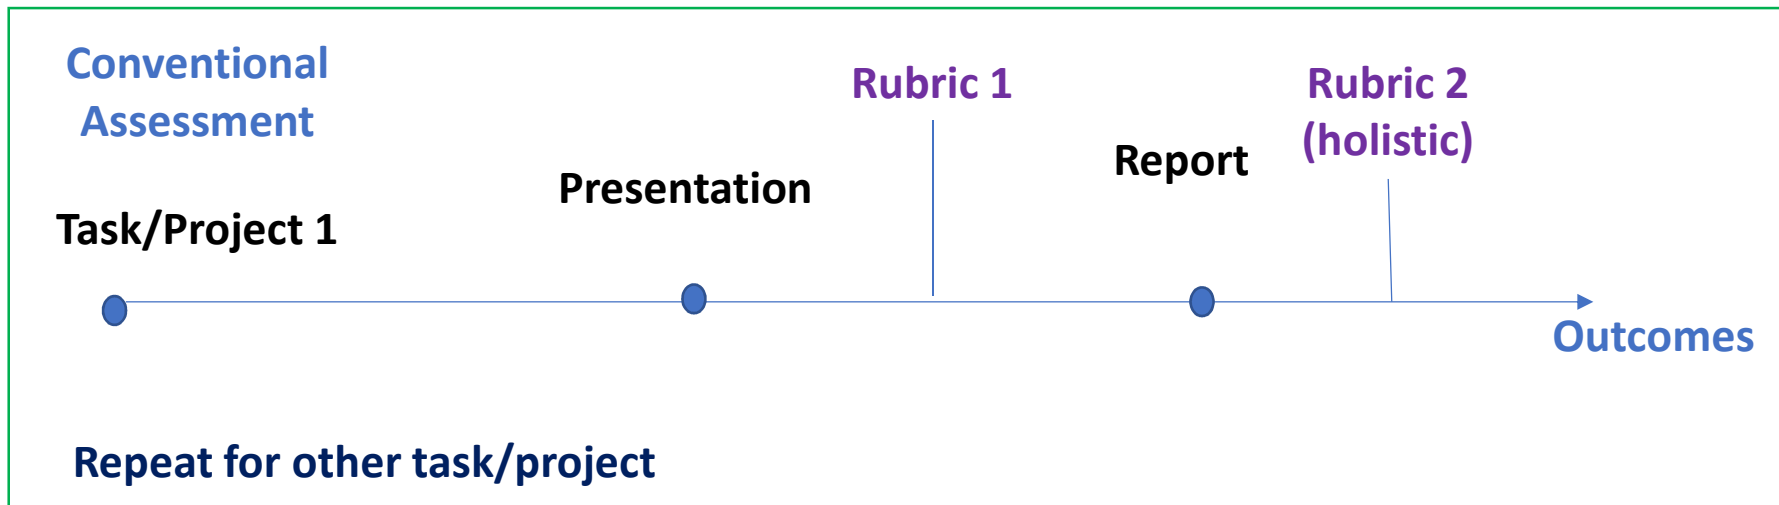 Conventional
Assessment
Task/Project 1
Presentation
Rubric 1
Report
Rubric 2
(holistic)
Outcomes
Repeat for other task/project